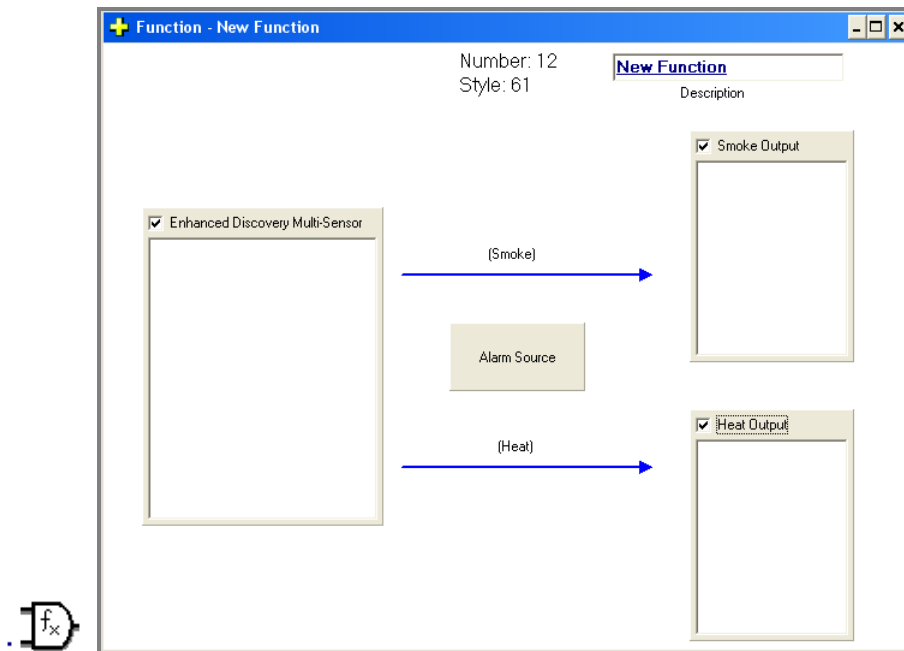 Function - New Function
Number: 12
Style: 61
New Function
Description
Smoke Output
Enhanced Discovery Multi-Sensor
(Smoke)
Alarm Source
Heat Output
(Heat)
fx